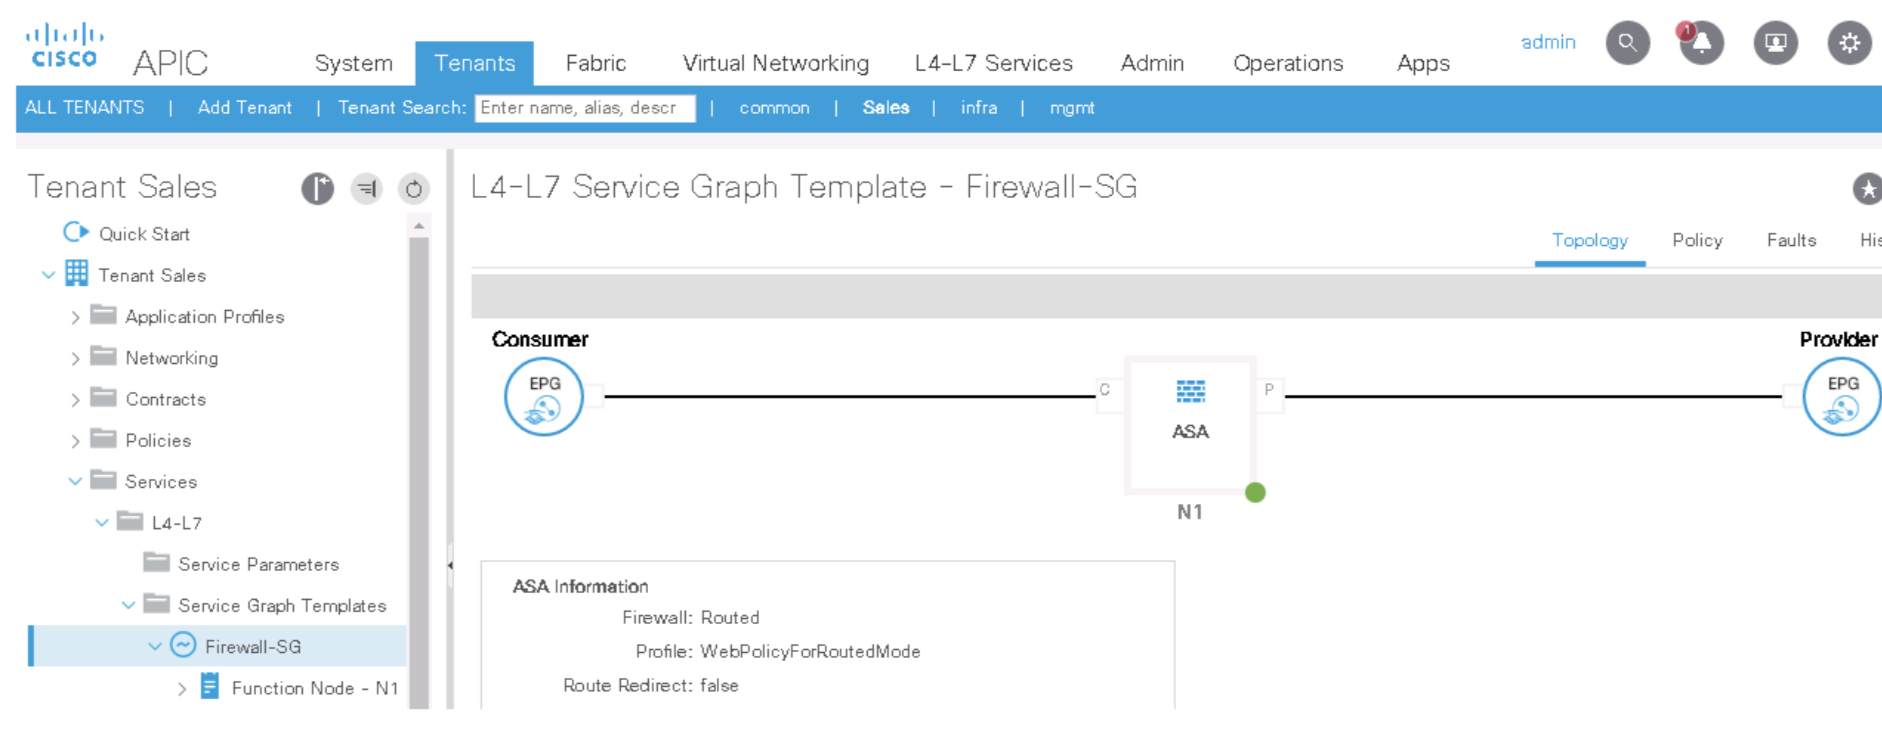 CISCO APIC System Tenants Fabric Virtual Networking L4-L7 Services Admin Operations Apps admin 1
ALL TENANTS | Add Tenant | Tenant Search: Enter name, alias, descr | common | Sales | infra | mgmt
Tenant Sales
Quick Start
Tenant Sales
Application Profiles
Networking
Contracts
Policies
Services
L4-L7
Service Parameters
Service Graph Templates
Firewall-SG
Function Node - N1
L4-L7 Service Graph Template - Firewall-SG
Topology Policy Faults His
Consumer Provider
EPG C P EPG
ASA
N1
ASA Information
Firewall: Routed
Profile: WebPolicyForRoutedMode
Route Redirect: false